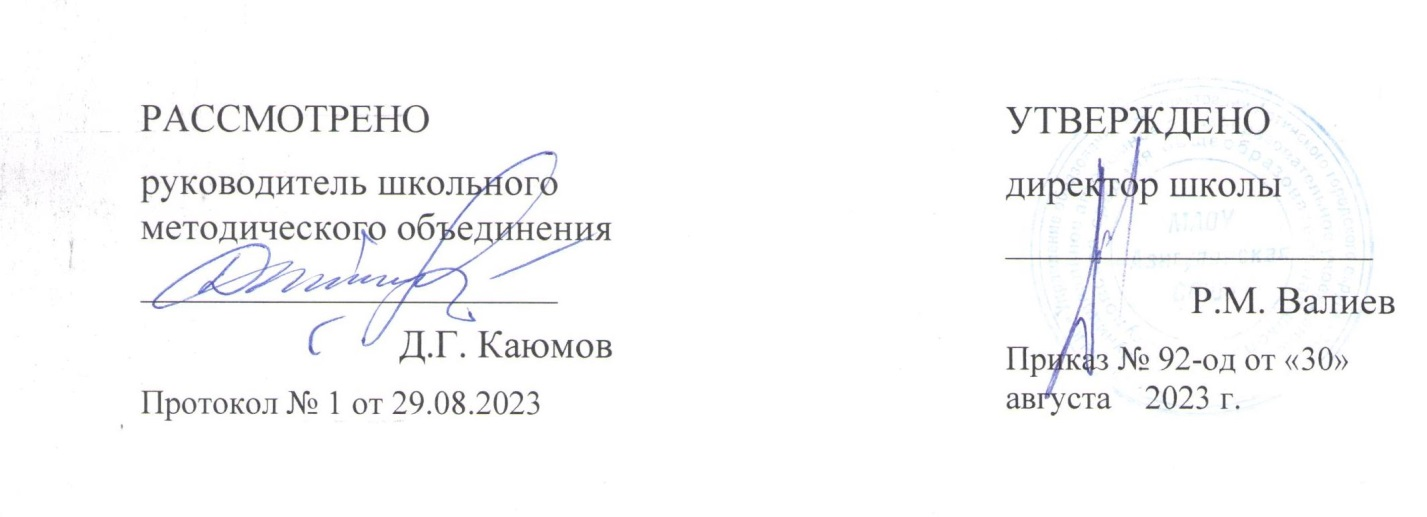 РАССМОТРЕНО
руководитель школьного
методического объединения
Д.Г. Каюмов
Протокол № 1 от 29.08.2023
УТВЕРЖДЕНО
директор школы
Р.М. Валиев
Приказ № 92-од от «30»
августа 2023 г.